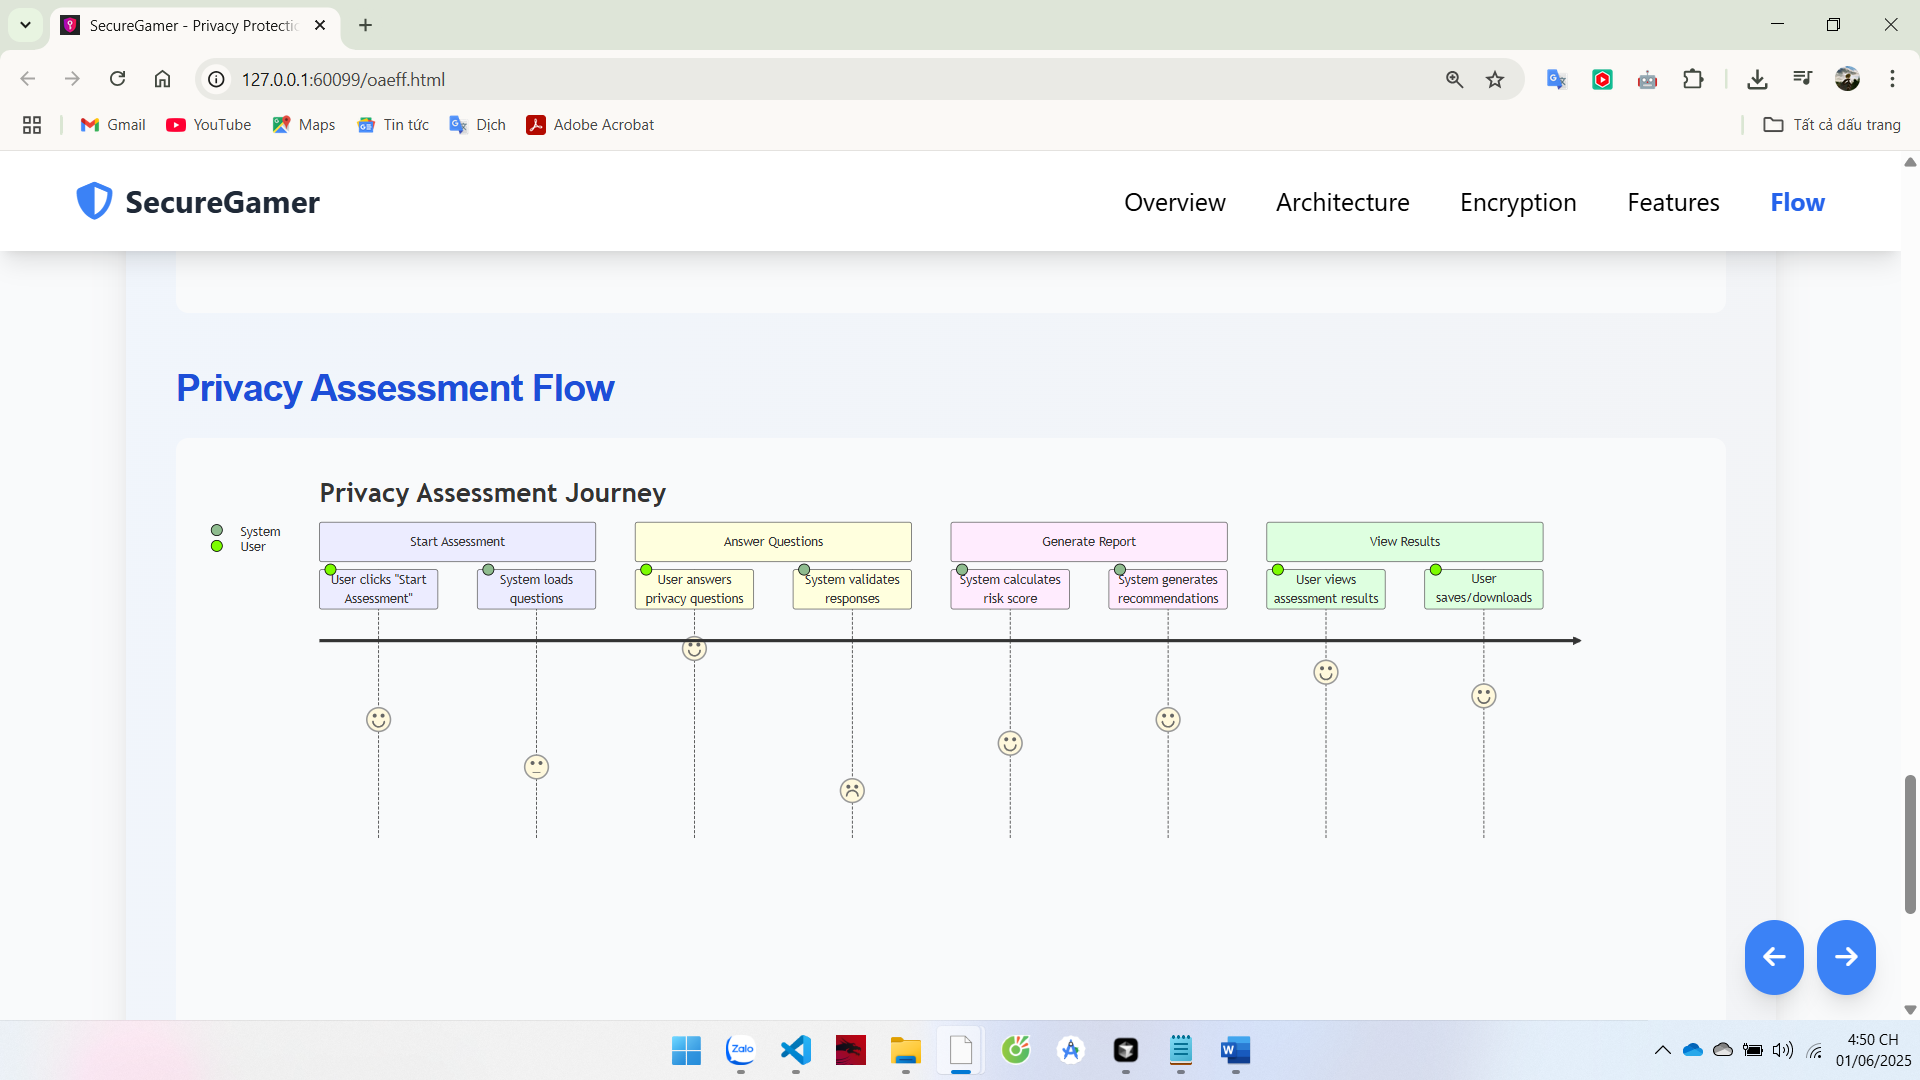 SecureGamer - Privacy Protectio
127.0.0.1:60099/oaeff.html
Gmail
YouTube
Maps
Tin tức
Dịch
Adobe Acrobat
Tất cả dấu trang
SecureGamer
Overview
Architecture
Encryption
Features
Flow
Privacy Assessment Flow
Privacy Assessment Journey
System
User
Start Assessment
Answer Questions
Generate Report
View Results
User clicks "Start
Assessment"
System loads
questions
User answers
privacy questions
System validates
responses
System calculates
risk score
System generates
recommendations
User views
assessment results
User
saves/downloads
Zalo
4:50 CH
01/06/2025